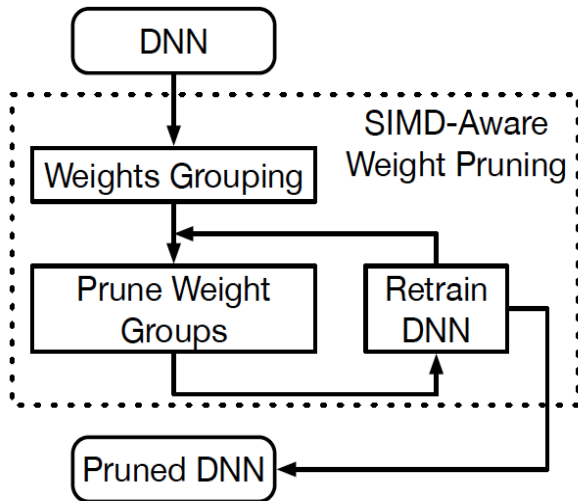 DNN
SIMD-Aware
Weight Pruning
Weights Grouping
Prune Weight
Groups
Retrain
DNN
Pruned DNN